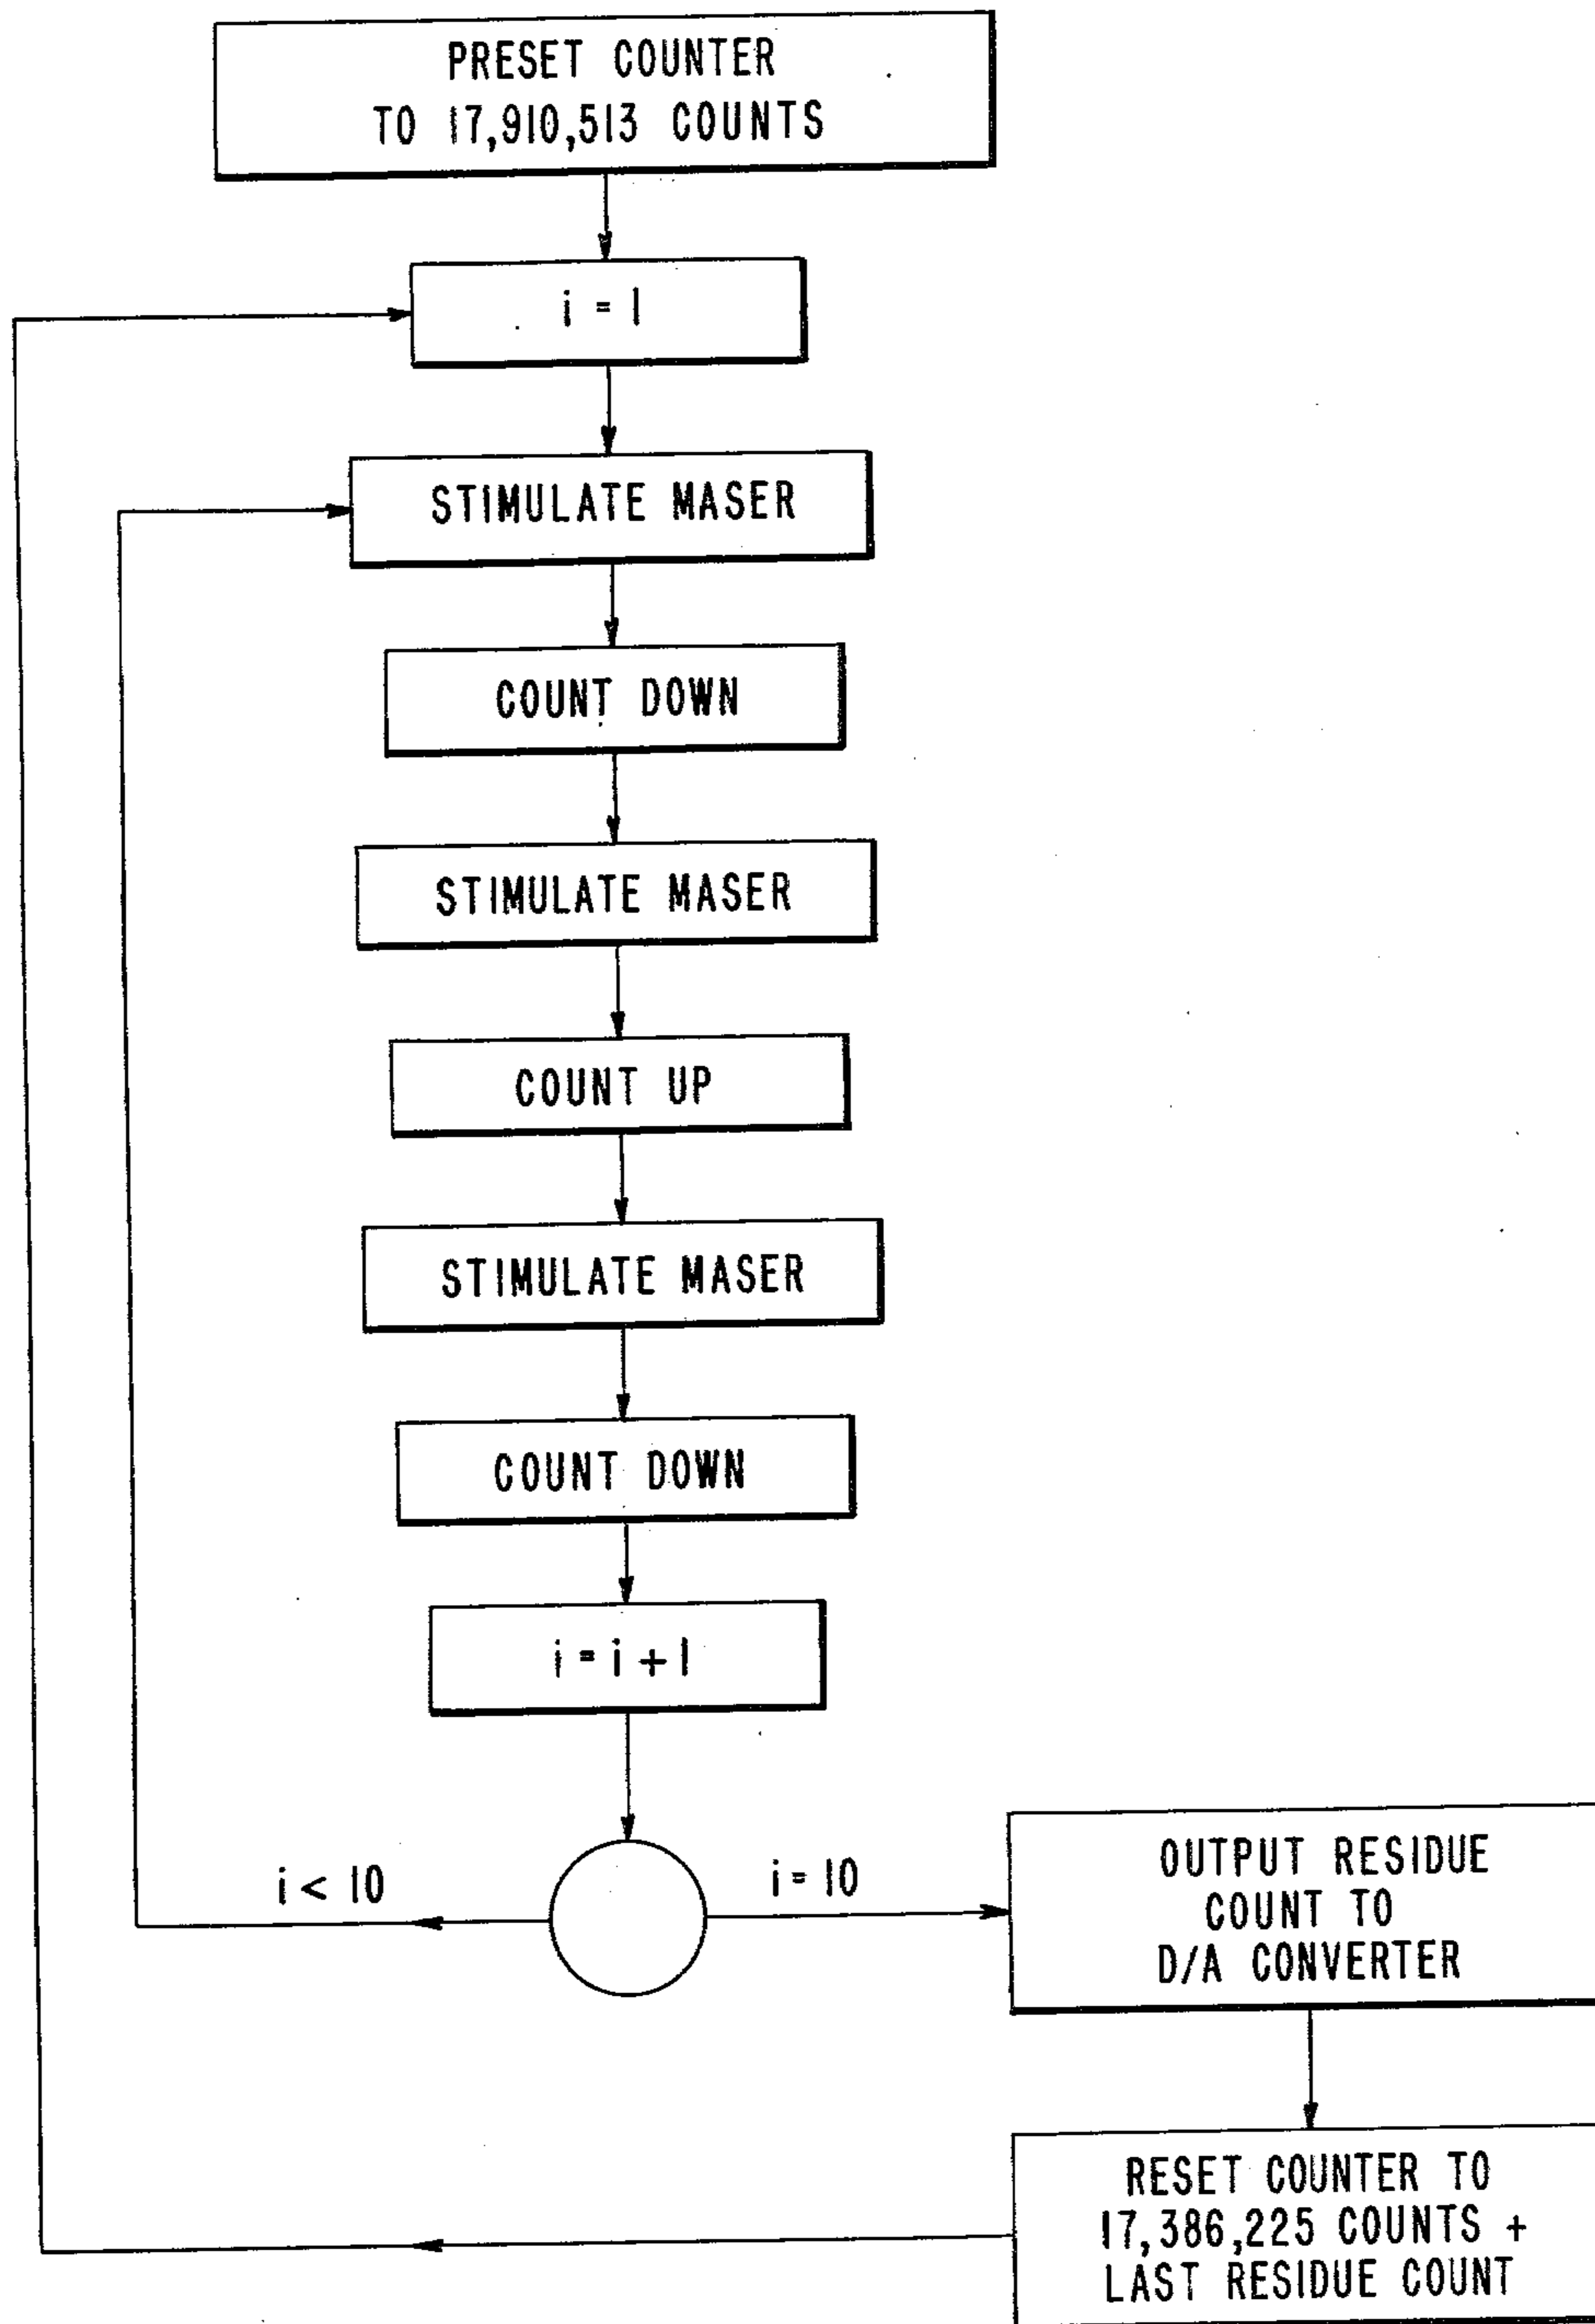 PRESET COUNTER
TO 17,910,513 COUNTS
i = 1
STIMULATE MASER
COUNT DOWN
STIMULATE MASER
COUNT UP
STIMULATE MASER
COUNT DOWN
i = i + 1
i < 10
i = 10
OUTPUT RESIDUE
COUNT TO
D/A CONVERTER
RESET COUNTER TO
17,386,225 COUNTS +
LAST RESIDUE COUNT